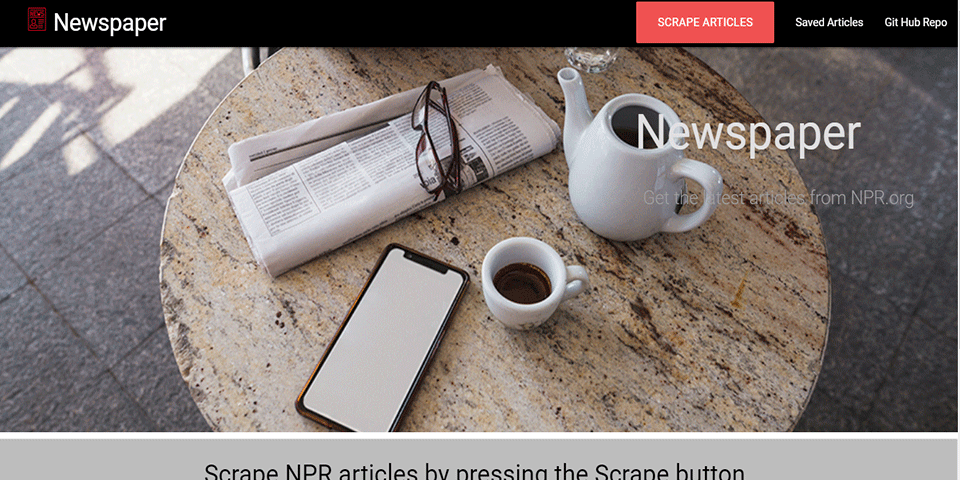 Newspaper
SCRAPE ARTICLES
Saved Articles
Git Hub Repo
Newspaper
Get the latest articles from NPR.org
Scrape NPR articles by pressing the Scrape button